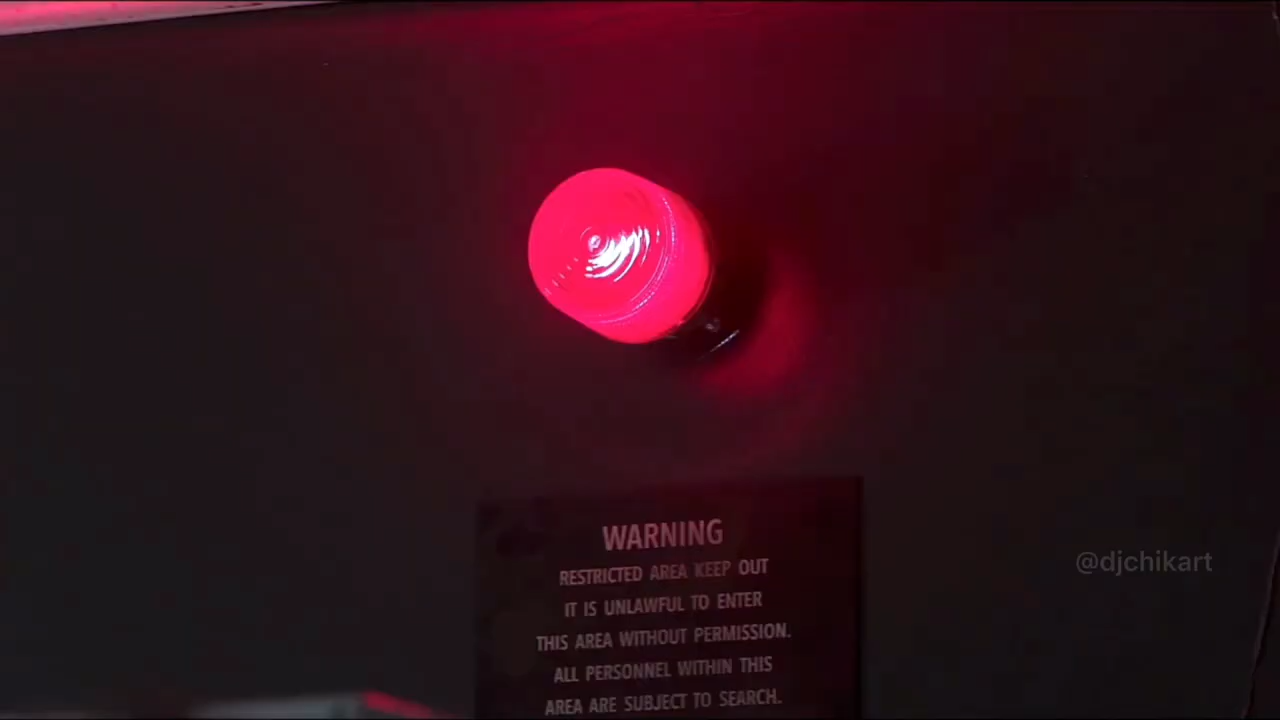 WARNING
RESTRICTED AREA KEEP OUT
IT IS UNLAWFUL TO ENTER
THIS AREA WITHOUT PERMISSION.
ALL PERSONNEL WITHIN THIS
AREA ARE SUBJECT TO SEARCH.
@djchikart